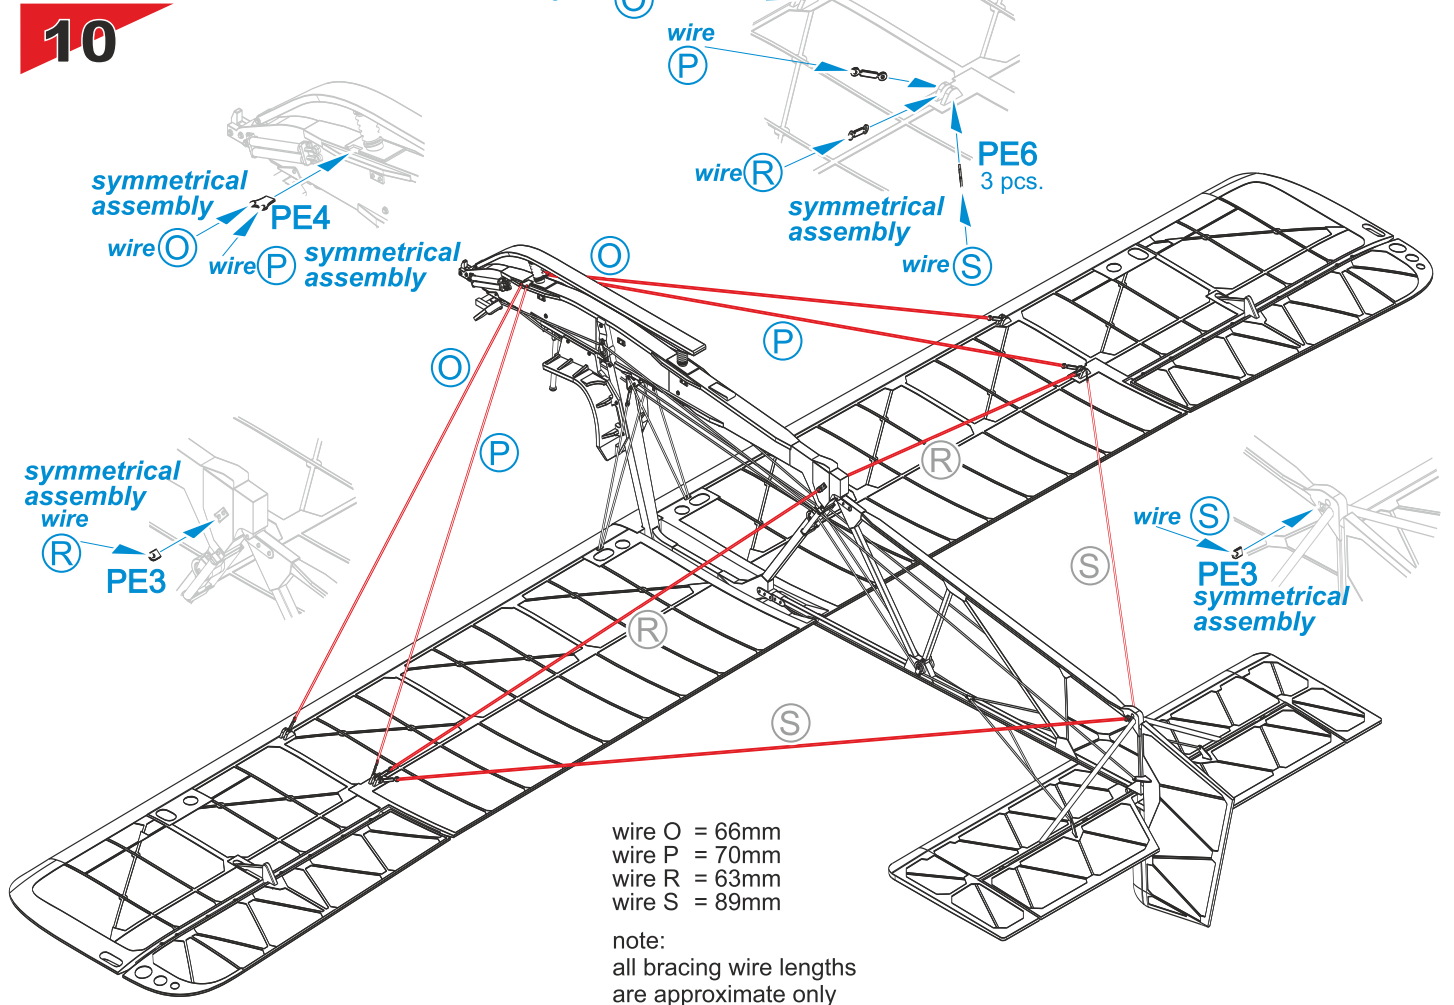 10
O
wire
P
wire R
PE6
3 pcs.
symmetrical
assembly
wire S
symmetrical
assembly
PE4
wire O
wire P
symmetrical
assembly
O
P
O
P
R
symmetrical
assembly
wire
R
PE3
wire S
PE3
symmetrical
assembly
S
R
S
wire O = 66mm
wire P = 70mm
wire R = 63mm
wire S = 89mm
note:
all bracing wire lengths
are approximate only